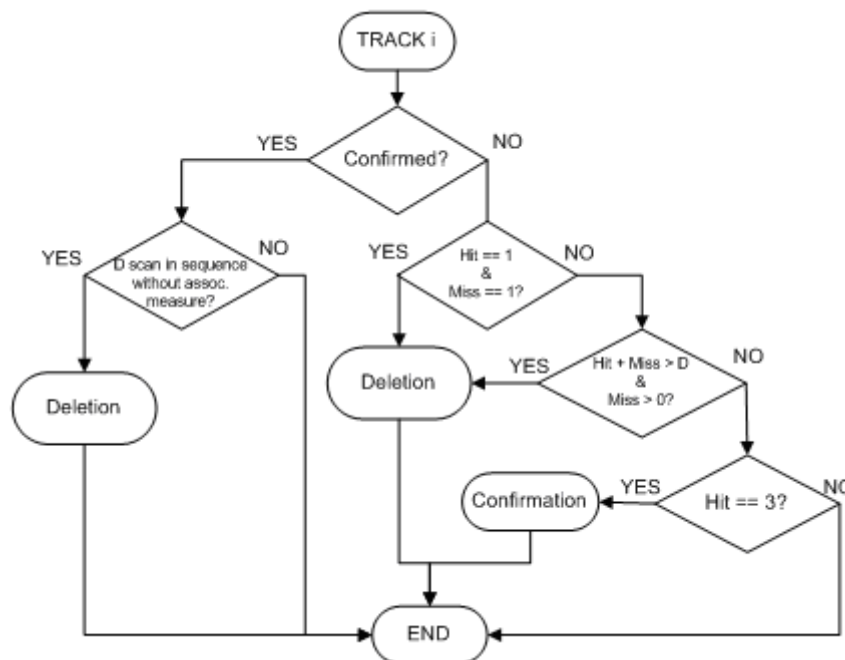 TRACK i
YES
Confirmed?
NO
YES
D scan in sequence
without assoc.
measure?
NO
YES
Hit == 1
&
Miss == 1?
NO
Deletion
Deletion
YES
Hit + Miss > D
&
Miss > 0?
NO
Confirmation
YES
Hit == 3?
NO
END